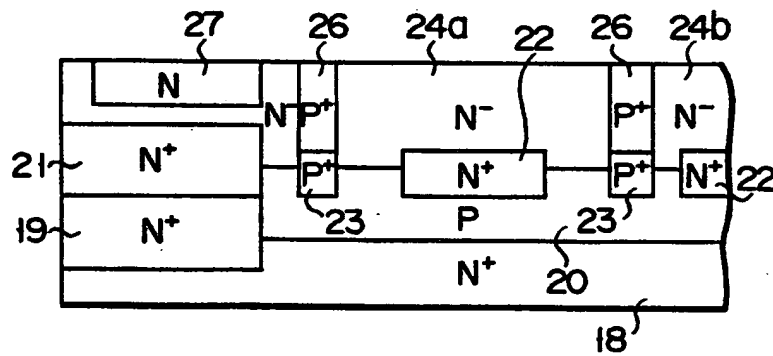 27 26 24a 22 26 24b
N N⁻ P⁺ N⁻ P⁺ N⁻
21 N⁺ P⁺ N⁺ P⁺ N⁺ 22
19 N⁺ 23 P 23
N⁺ 20
18